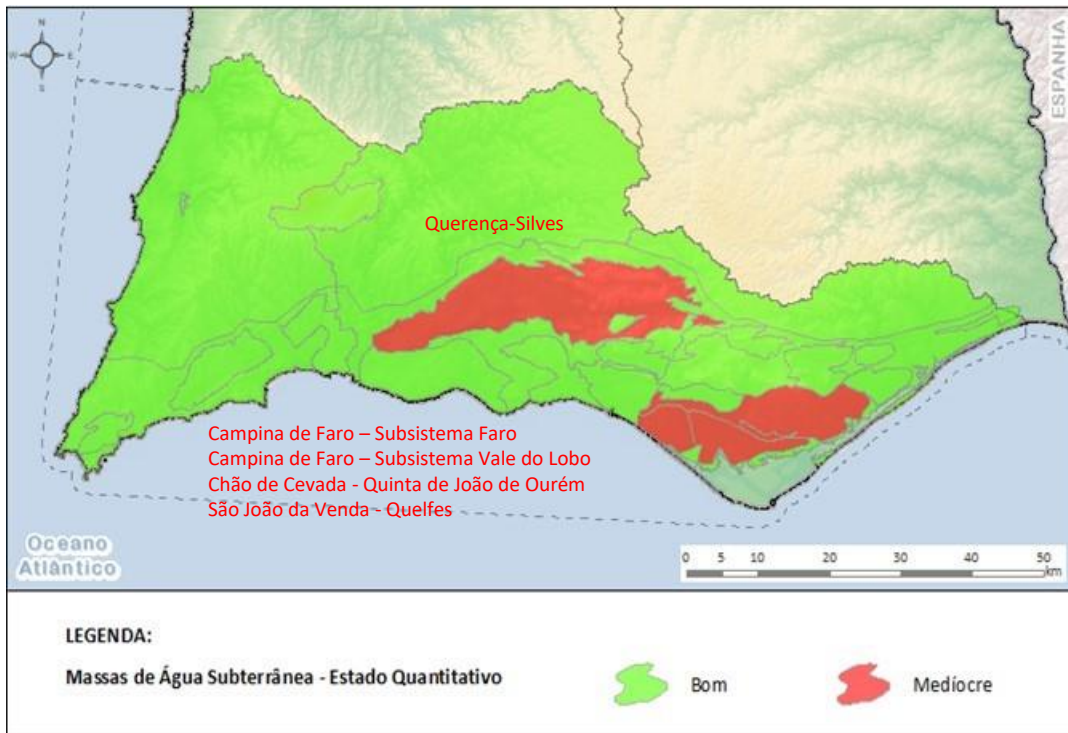 N
W
E
S
ESPANHA
Querença-Silves
Campina de Faro – Subsistema Faro
Campina de Faro – Subsistema Vale do Lobo
Chão de Cevada - Quinta de João de Ourém
São João da Venda - Quelfes
Oceano
Atlântico
0 5 10 20 30 40 50
km
LEGENDA:
Massas de Água Subterrânea - Estado Quantitativo
Bom
Medíocre